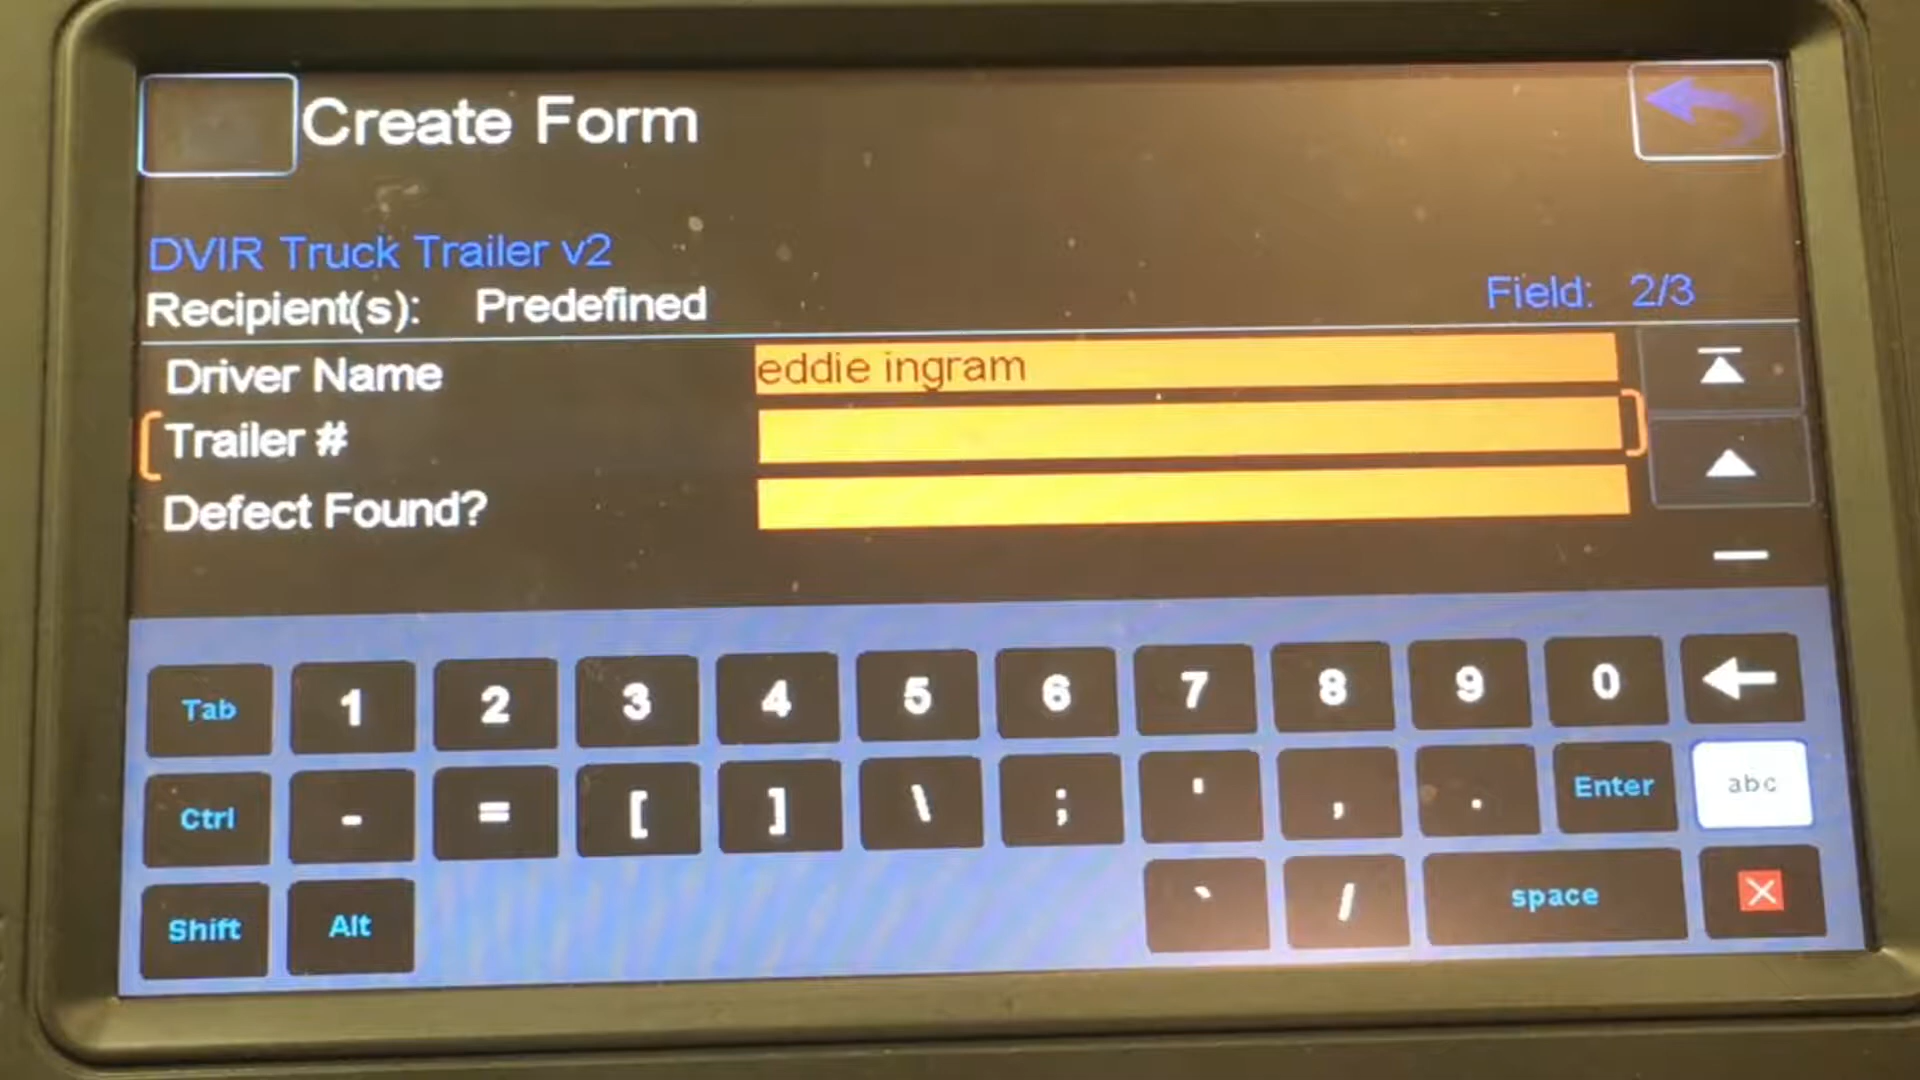 Create Form
DVIR Truck Trailer v2
Recipient(s): Predefined
Field: 2/3
Driver Name eddie ingram
Trailer #
Defect Found?
Tab 1 2 3 4 5 6 7 8 9 0
Ctrl - = [ ] \ ; ' , . Enter abc
Shift Alt ` / space